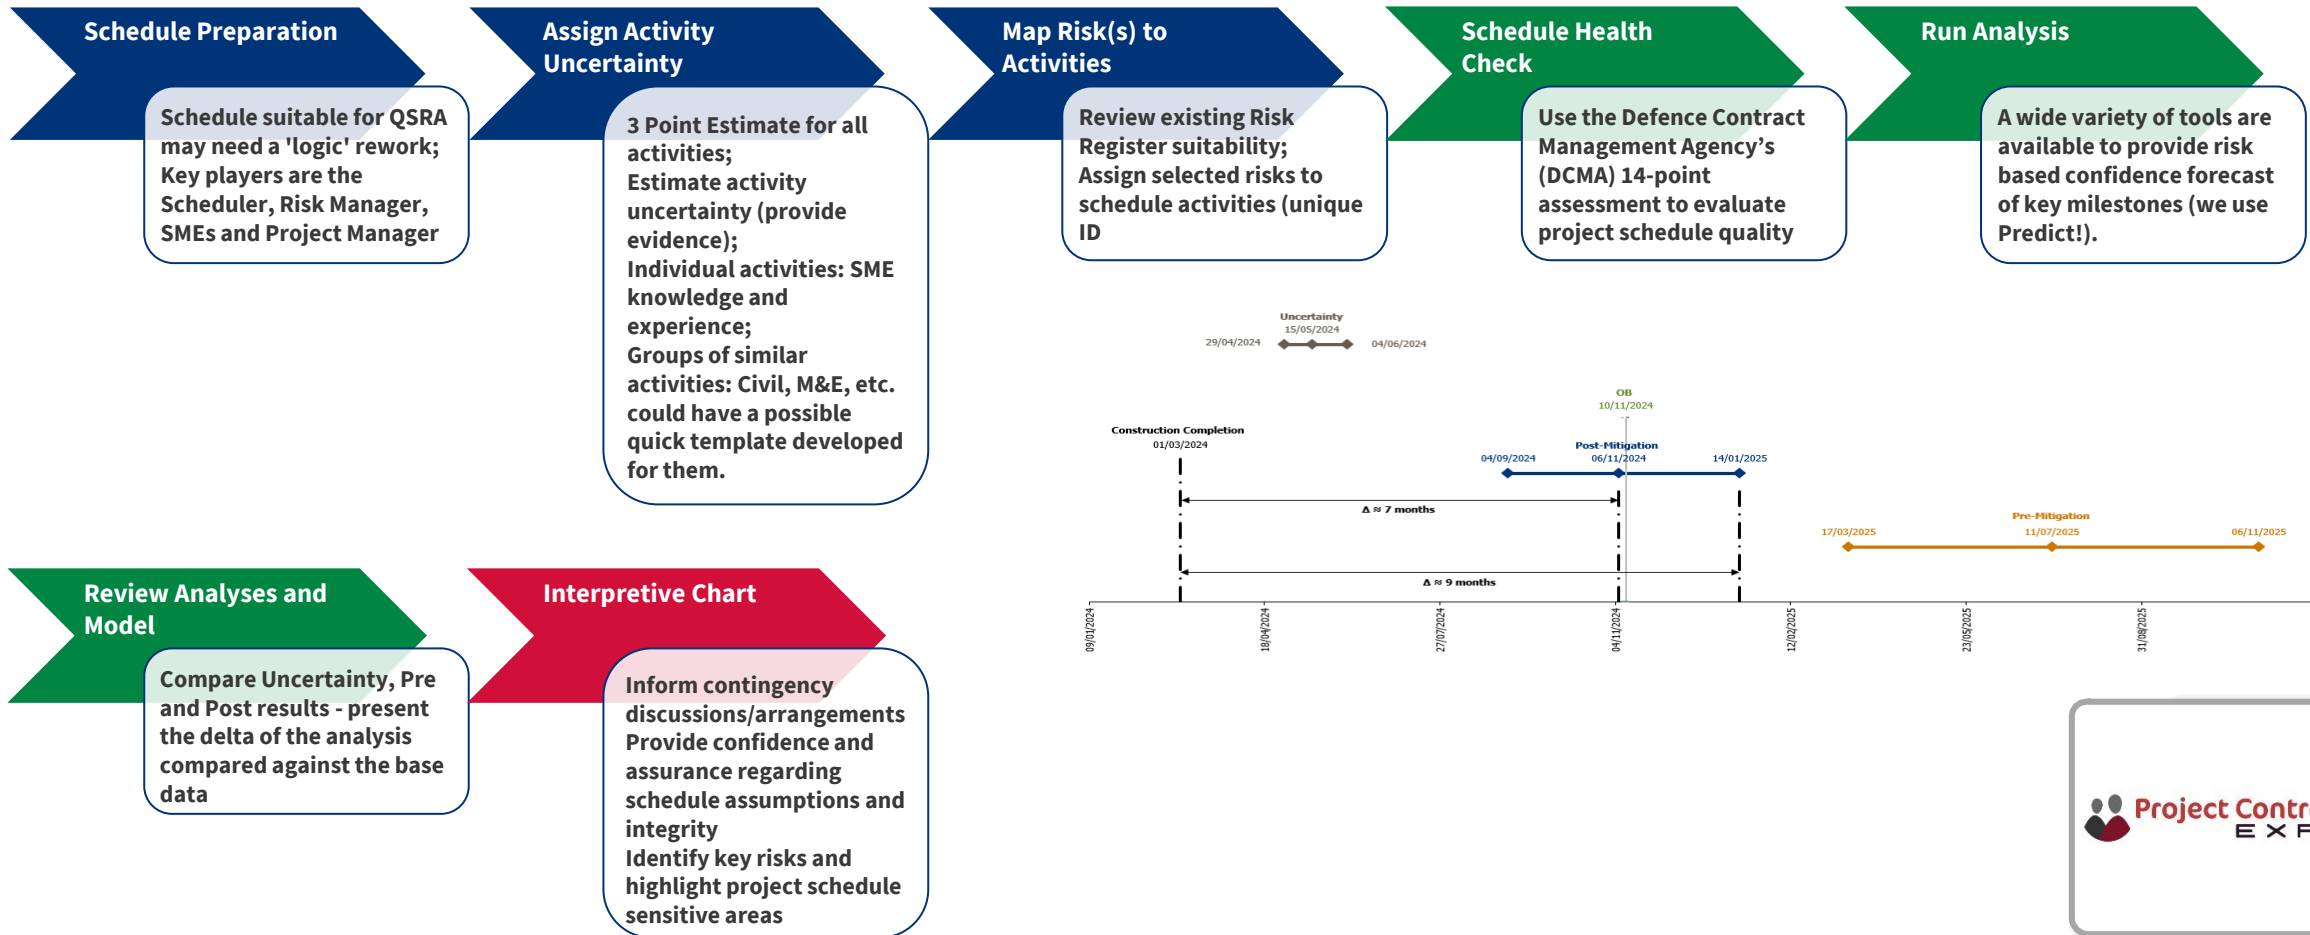 Schedule Preparation
Schedule suitable for QSRA
may need a 'logic' rework;
Key players are the
Scheduler, Risk Manager,
SMEs and Project Manager
Assign Activity
Uncertainty
3 Point Estimate for all
activities;
Estimate activity
uncertainty (provide
evidence);
Individual activities: SME
knowledge and
experience;
Groups of similar
activities: Civil, M&E, etc.
could have a possible
quick template developed
for them.
Map Risk(s) to
Activities
Review existing Risk
Register suitability;
Assign selected risks to
schedule activities (unique
ID
Schedule Health
Check
Use the Defence Contract
Management Agency’s
(DCMA) 14-point
assessment to evaluate
project schedule quality
Run Analysis
A wide variety of tools are
available to provide risk
based confidence forecast
of key milestones (we use
Predict!).
Uncertainty
15/05/2024
29/04/2024
04/06/2024
OB
10/11/2024
Construction Completion
01/03/2024
Post-Mitigation
04/09/2024
06/11/2024
14/01/2025
Δ ≈ 7 months
Pre-Mitigation
17/03/2025
11/07/2025
06/11/2025
Δ ≈ 9 months
09/01/2024
18/04/2024
27/07/2024
04/11/2024
12/02/2025
23/05/2025
31/08/2025
Review Analyses and
Model
Compare Uncertainty, Pre
and Post results - present
the delta of the analysis
compared against the base
data
Interpretive Chart
Inform contingency
discussions/arrangements
Provide confidence and
assurance regarding
schedule assumptions and
integrity
Identify key risks and
highlight project schedule
sensitive areas
Project